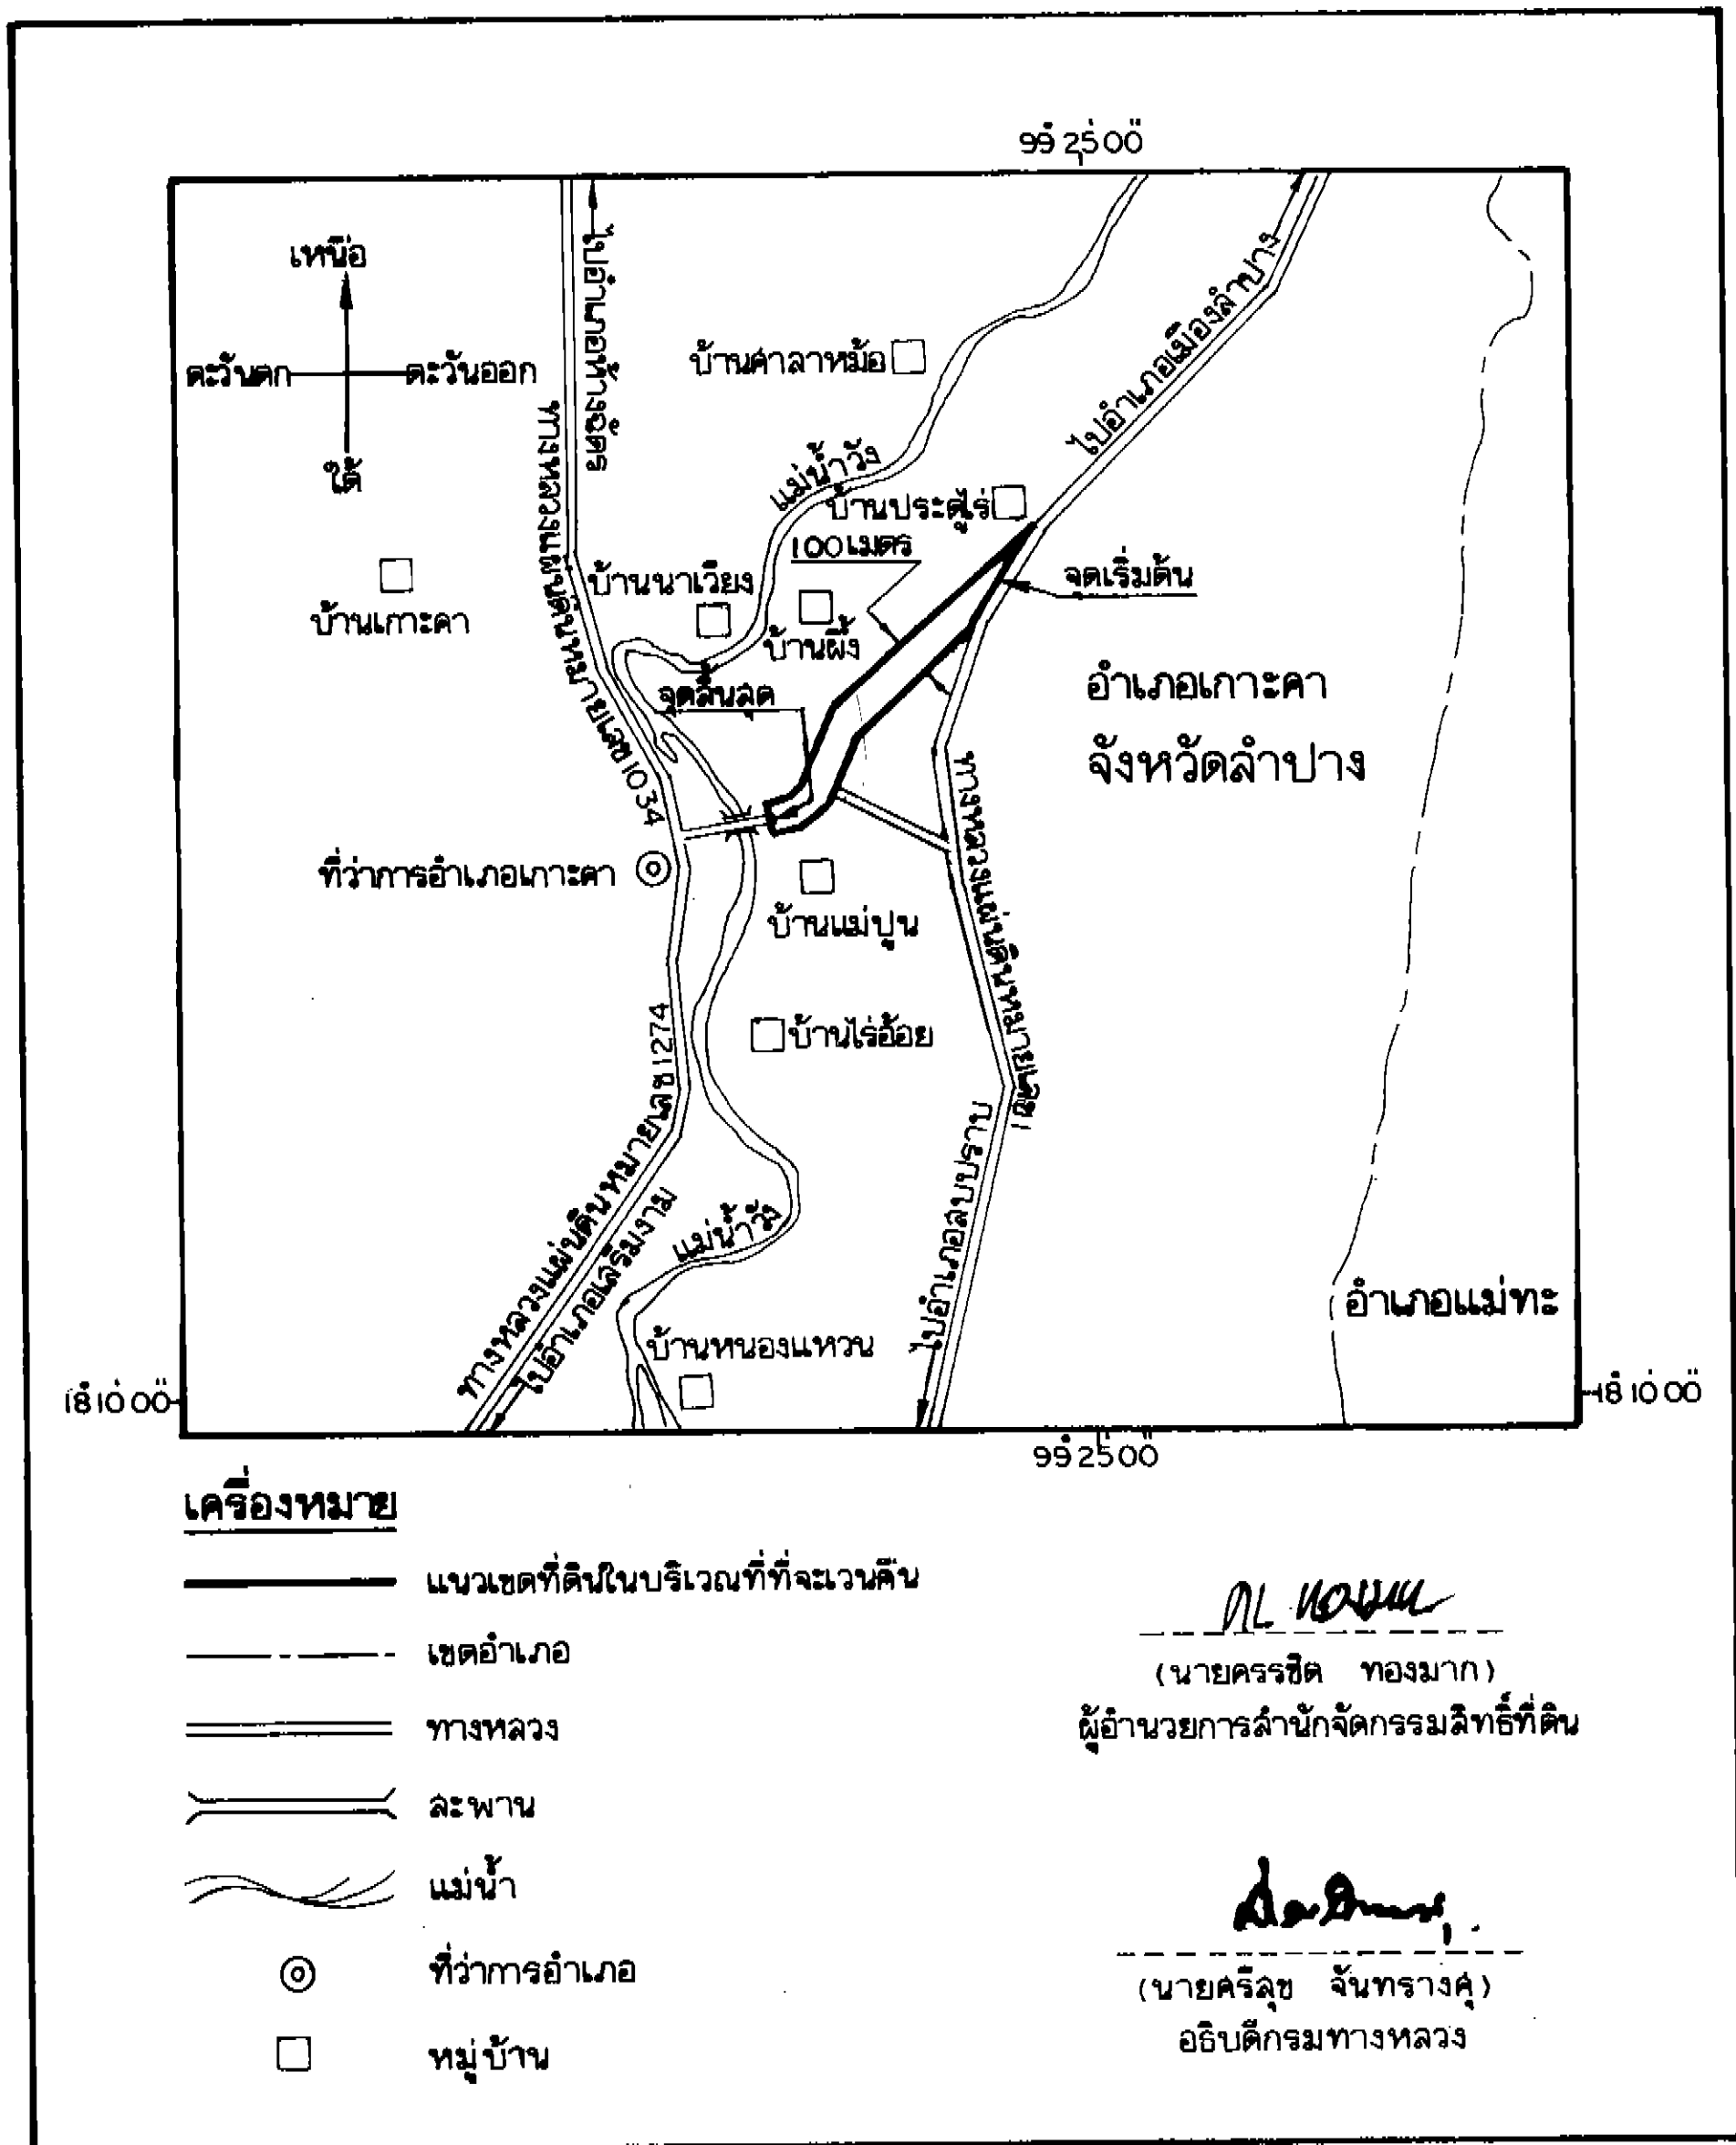 99° 25' 00"
เหนือ
ตะวันตก
ตะวันออก
ใต้
ไปอำเภอห้างฉัตร
ทางหลวงแผ่นดินหมายเลข 1034
บ้านศาลาหม้อ
ไปอำเภอเมืองลำปาง
แม่น้ำวัง
บ้านประตูไร่
100 เมตร
จุดเริ่มต้น
บ้านนาเวียง
บ้านเกาะคา
บ้านผึ้ง
จุดสิ้นสุด
อำเภอเกาะคา
จังหวัดลำปาง
ทางหลวงแผ่นดินหมายเลข 1
ที่ว่าการอำเภอเกาะคา
บ้านแม่ปูน
บ้านไร่อ้อย
ทางหลวงแผ่นดินหมายเลข 1274
ไปอำเภอเสริมงาม
แม่น้ำวัง
ไปอำเภอสบปราบ
อำเภอแม่ทะ
บ้านหนองแหวน
18° 10' 00"
18° 10' 00"
99° 25' 00"
เครื่องหมาย
แนวเขตที่ดินในบริเวณที่ที่จะเวนคืน
เขตอำเภอ
ทางหลวง
สะพาน
แม่น้ำ
ที่ว่าการอำเภอ
หมู่บ้าน
(นายครรชิต ทองมาก)
ผู้อำนวยการสำนักจัดกรรมสิทธิ์ที่ดิน
(นายศรีสุข จันทรางศุ)
อธิบดีกรมทางหลวง